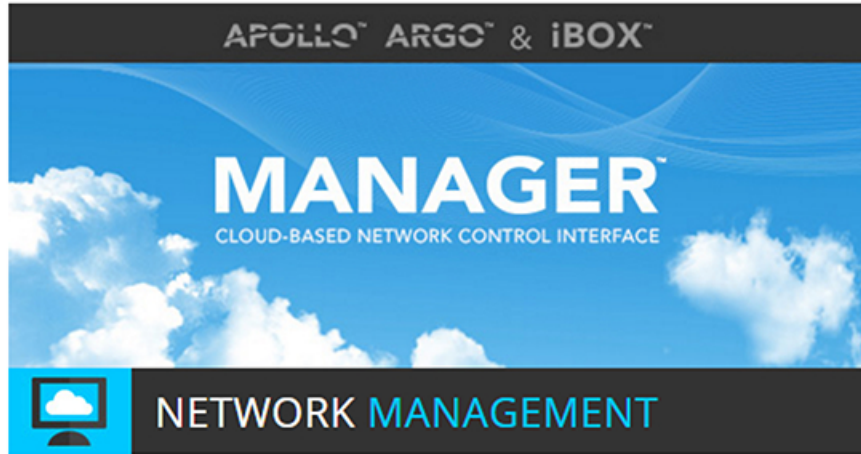 APOLLO™ ARGO™ & iBOX™
MANAGER™
CLOUD-BASED NETWORK CONTROL INTERFACE
NETWORK MANAGEMENT